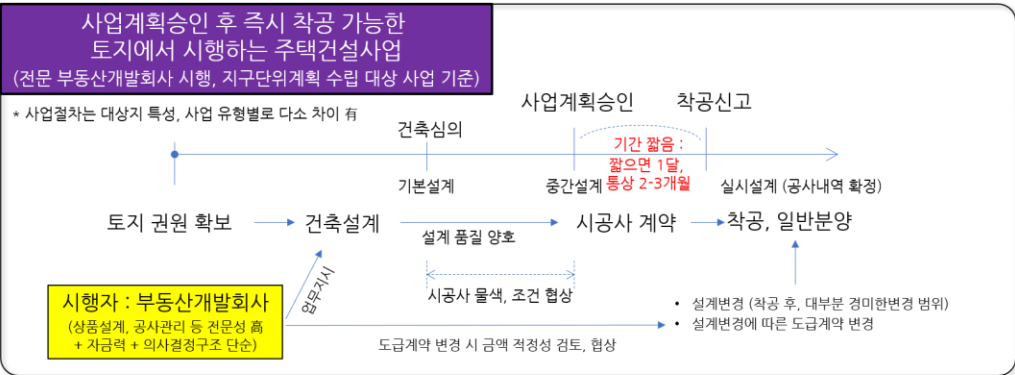 사업계획승인 후 즉시 착공 가능한
토지에서 시행하는 주택건설사업
(전문 부동산개발회사 시행, 지구단위계획 수립 대상 사업 기준)
* 사업절차는 대상지 특성, 사업 유형별로 다소 차이 有
사업계획승인
착공신고
건축심의
기간 짧음 :
짧으면 1달,
통상 2-3개월
기본설계
중간설계
실시설계 (공사내역 확정)
토지 권원 확보
건축설계
설계 품질 양호
시공사 계약
착공, 일반분양
시공사 물색, 조건 협상
업무지시
시행자 : 부동산개발회사
(상품설계, 공사관리 등 전문성 高
+ 자금력 + 의사결정구조 단순)
• 설계변경 (착공 후, 대부분 경미한변경 범위)
• 설계변경에 따른 도급계약 변경
도급계약 변경 시 금액 적정성 검토, 협상